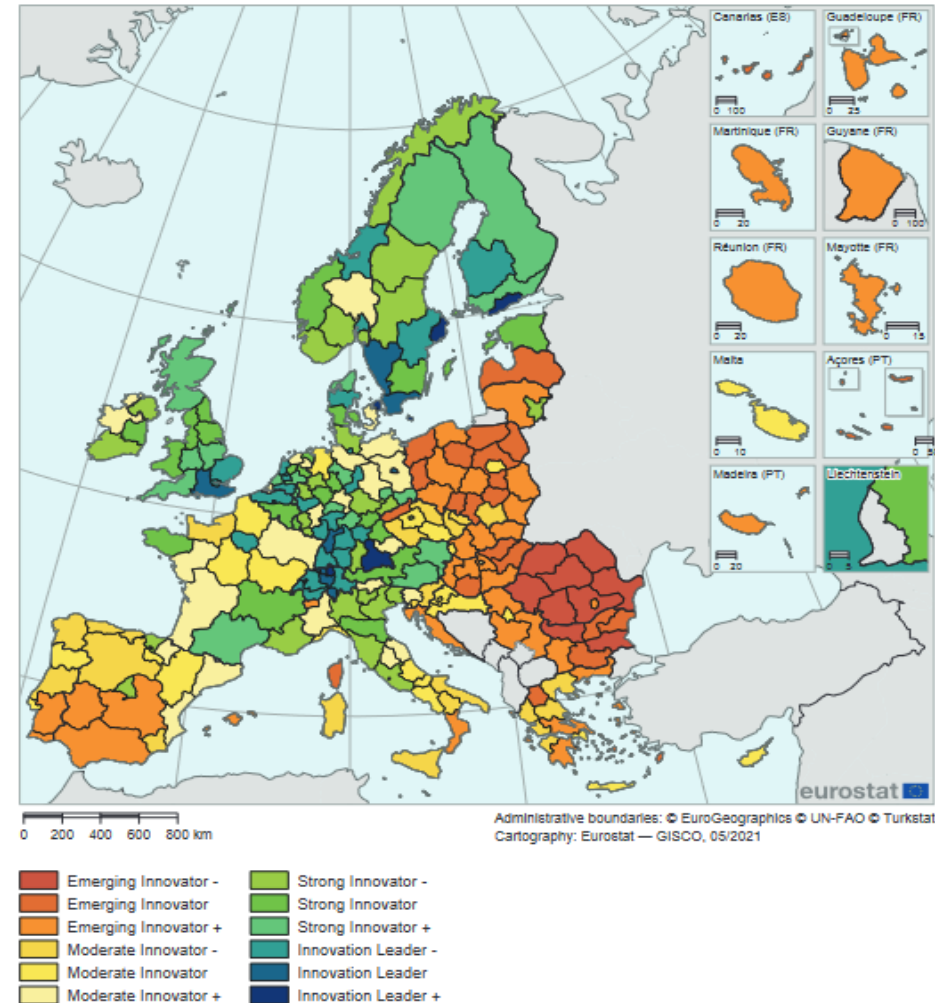 Canarias (ES)
0 100
Guadeloupe (FR)
0 25
Martinique (FR)
0 20
Guyane (FR)
0 100
Réunion (FR)
0 20
Mayotte (FR)
0 15
Malta
0 10
Açores (PT)
0
Madeira (PT)
0 20
Liechtenstein
0 5
eurostat
0 200 400 600 800 km
Administrative boundaries: © EuroGeographics © UN-FAO © Turkstat
Cartography: Eurostat — GISCO, 05/2021
Emerging Innovator -
Emerging Innovator
Emerging Innovator +
Moderate Innovator -
Moderate Innovator
Moderate Innovator +
Strong Innovator -
Strong Innovator
Strong Innovator +
Innovation Leader -
Innovation Leader
Innovation Leader +